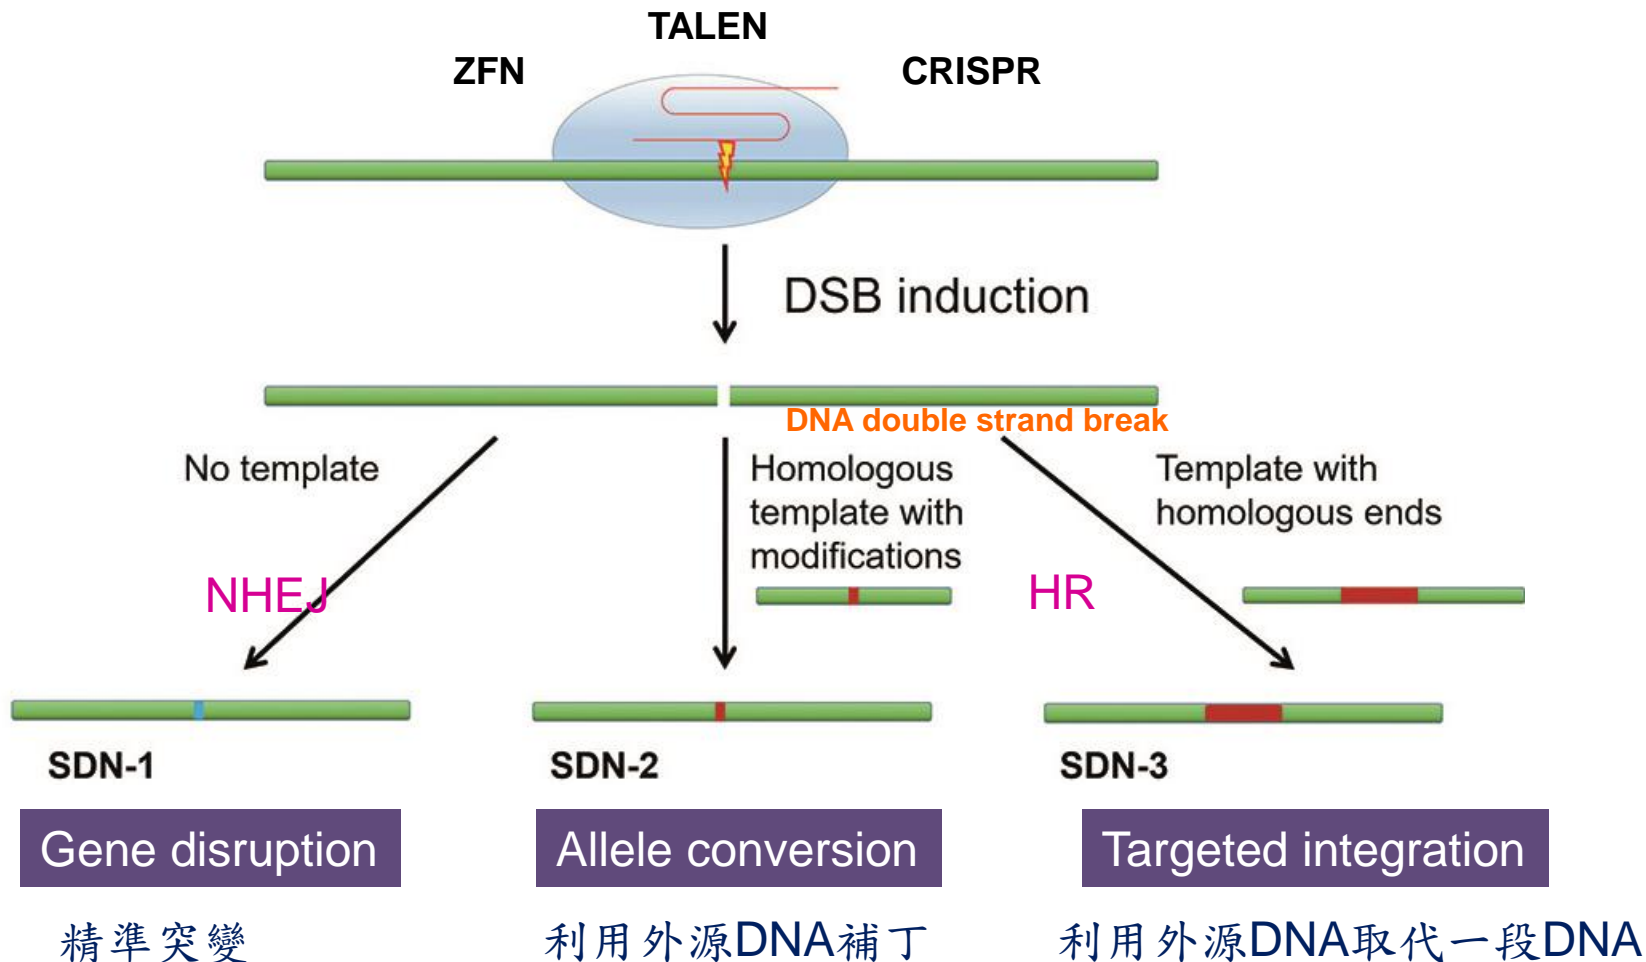 TALEN
ZFN
CRISPR
DSB induction
DNA double strand break
No template
Homologous
template with
modifications
Template with
homologous ends
NHEJ
HR
SDN-1
SDN-2
SDN-3
Gene disruption
Allele conversion
Targeted integration
精準突變
利用外源DNA補丁
利用外源DNA取代一段DNA